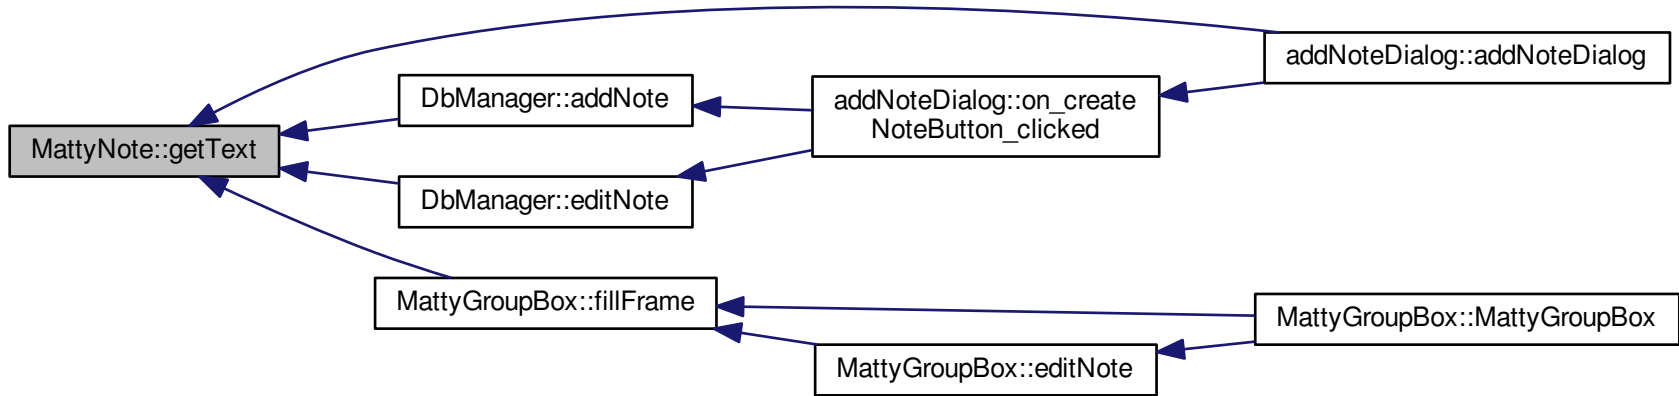 addNoteDialog::addNoteDialog
DbManager::addNote
addNoteDialog::on_create
NoteButton_clicked
MattyNote::getText
DbManager::editNote
MattyGroupBox::fillFrame
MattyGroupBox::MattyGroupBox
MattyGroupBox::editNote